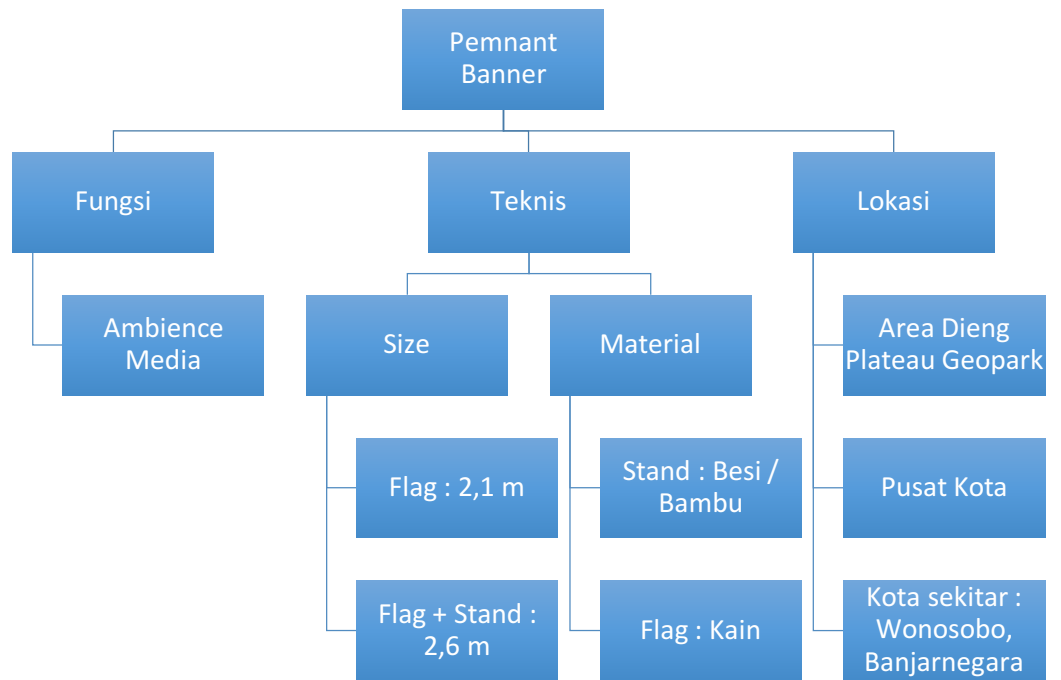 Pemnant
Banner
Fungsi
Teknis
Lokasi
Ambience
Media
Size
Material
Area Dieng
Plateau Geopark
Flag : 2,1 m
Stand : Besi /
Bambu
Pusat Kota
Flag + Stand :
2,6 m
Flag : Kain
Kota sekitar :
Wonosobo,
Banjarnegara